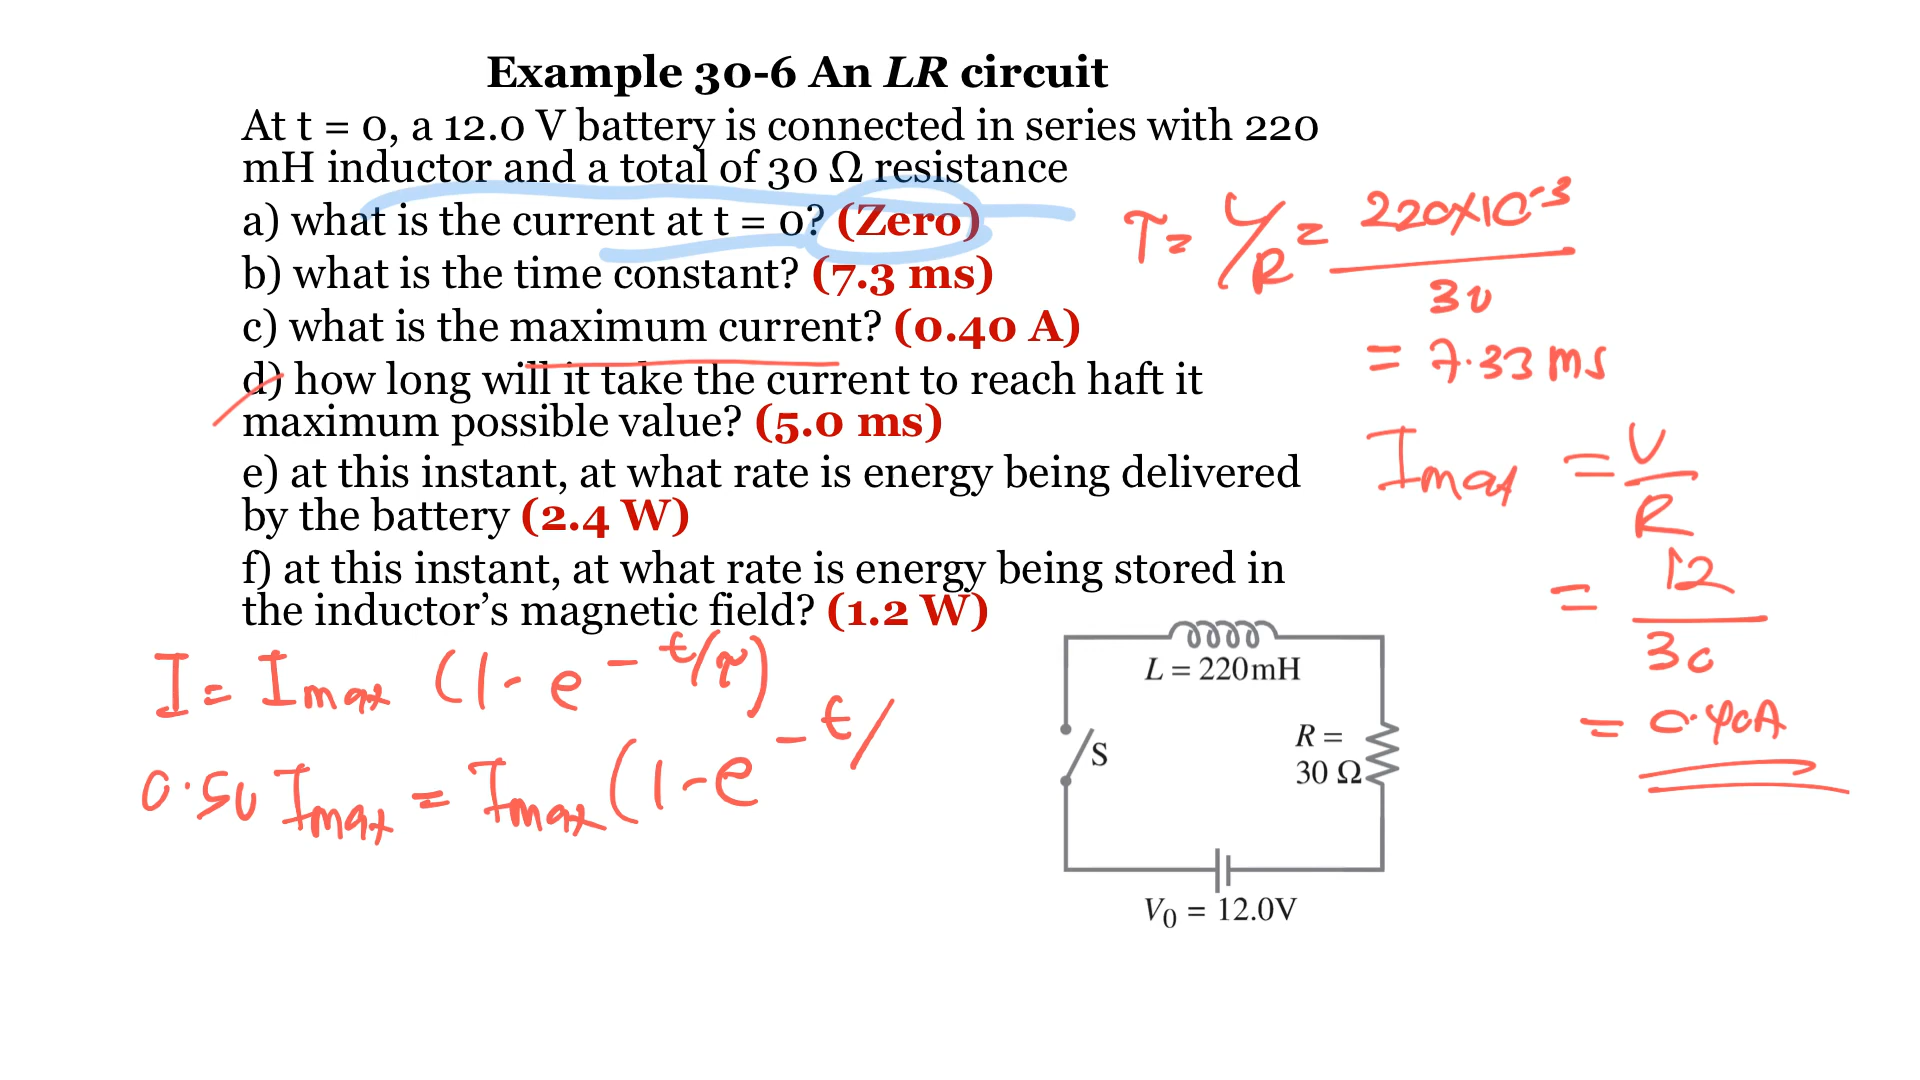 Example 30-6 An LR circuit
At t = 0, a 12.0 V battery is connected in series with 220
mH inductor and a total of 30 Ω resistance
a) what is the current at t = 0? (Zero)
b) what is the time constant? (7.3 ms)
c) what is the maximum current? (0.40 A)
d) how long will it take the current to reach haft it
maximum possible value? (5.0 ms)
e) at this instant, at what rate is energy being delivered
by the battery (2.4 W)
f) at this instant, at what rate is energy being stored in
the inductor's magnetic field? (1.2 W)
τ = L/R = 220×10⁻³ / 30
= 7.33 ms
Imax = V / R
= 12 / 30
= 0.40A
I = Imax (1 - e^-t/τ)
0.50 Imax = Imax (1 - e^-t/
L = 220mH
S
R =
30 Ω
V₀ = 12.0V